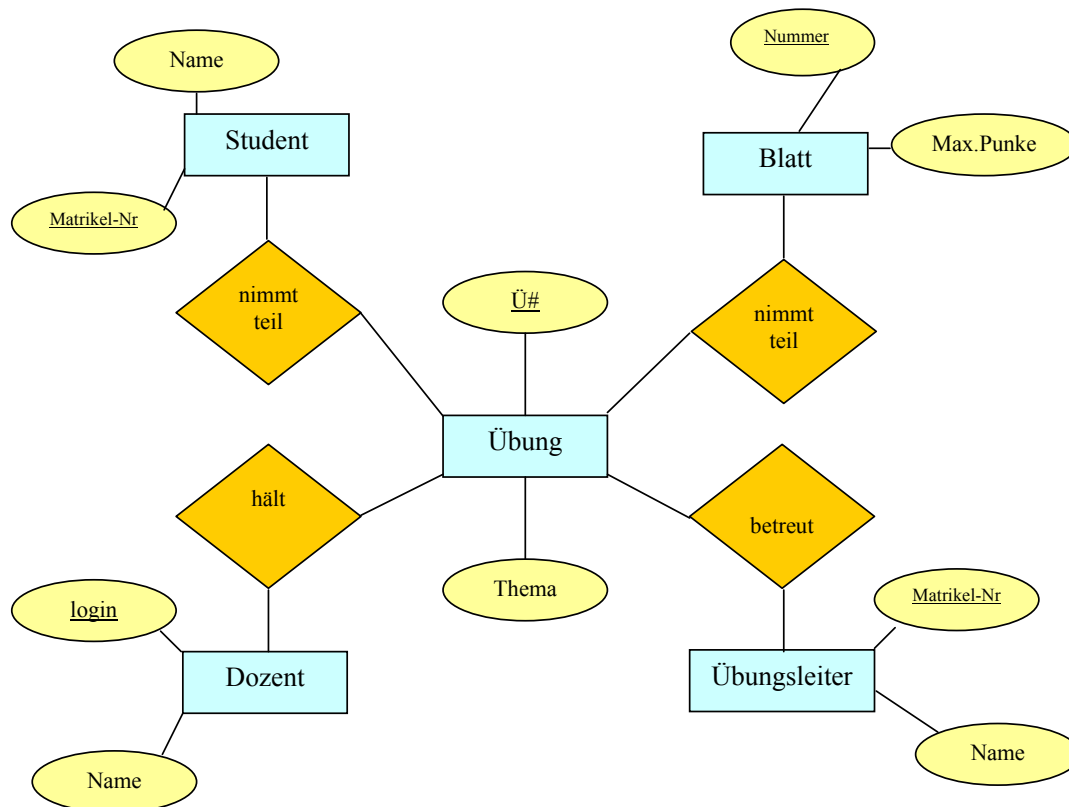 Nummer
Name
Student
Blatt
Max.Punke
Matrikel-Nr
nimmt
teil
Ü#
nimmt
teil
Übung
hält
betreut
Thema
login
Matrikel-Nr
Dozent
Übungsleiter
Name
Name